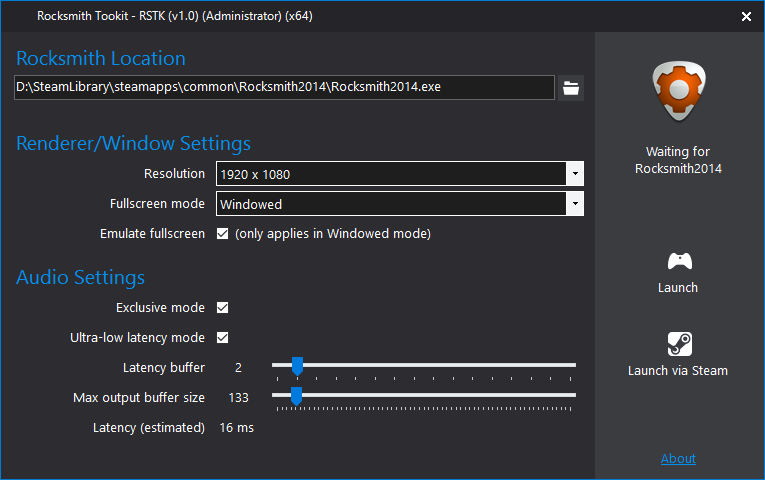 Rocksmith Tookit - RSTK (v1.0) (Administrator) (x64)
Rocksmith Location
D:\SteamLibrary\steamapps\common\Rocksmith2014\Rocksmith2014.exe
Renderer/Window Settings
Resolution 1920 x 1080
Fullscreen mode Windowed
Emulate fullscreen (only applies in Windowed mode)
Audio Settings
Exclusive mode
Ultra-low latency mode
Latency buffer 2
Max output buffer size 133
Latency (estimated) 16 ms
Waiting for
Rocksmith2014
Launch
Launch via Steam
About